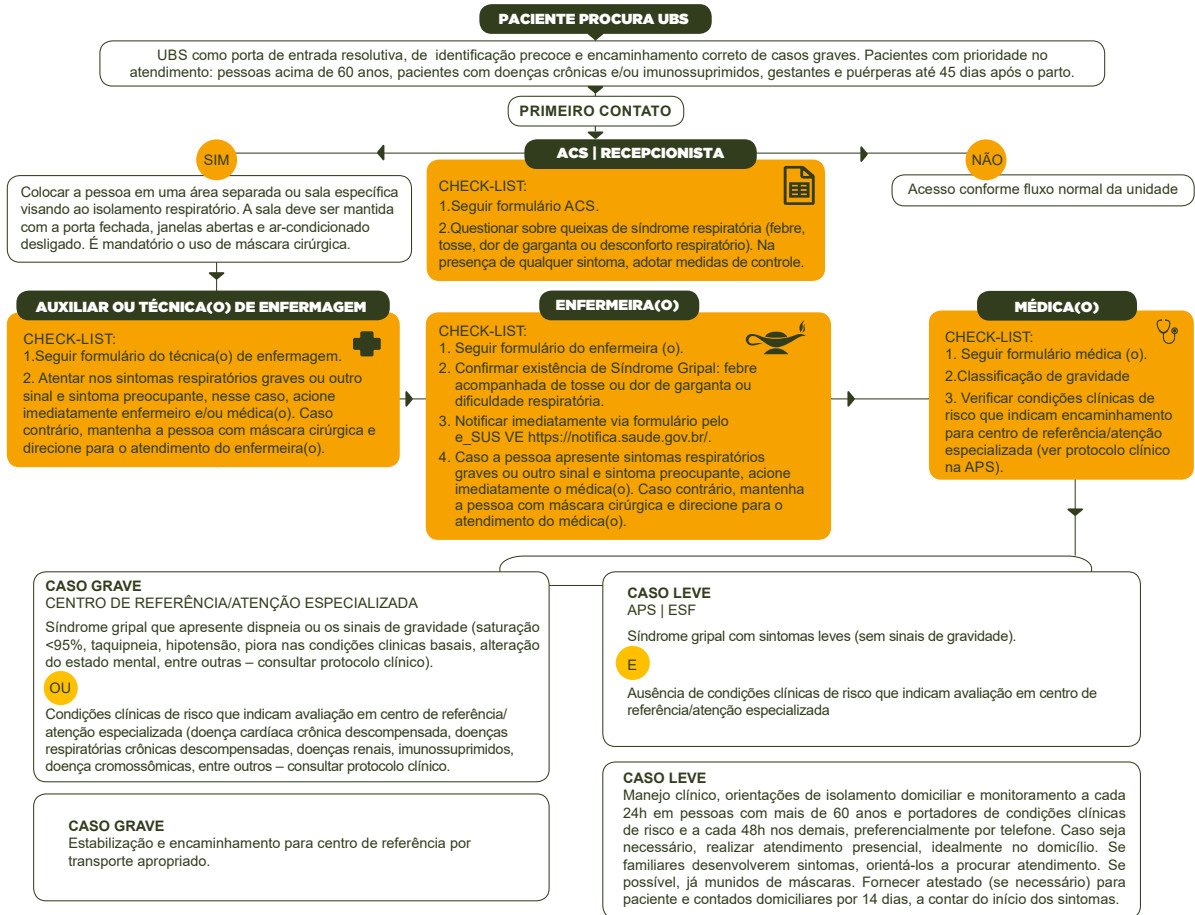 PACIENTE PROCURA UBS
UBS como porta de entrada resolutiva, de identificação precoce e encaminhamento correto de casos graves. Pacientes com prioridade no
atendimento: pessoas acima de 60 anos, pacientes com doenças crônicas e/ou imunossuprimidos, gestantes e puérperas até 45 dias após o parto.
PRIMEIRO CONTATO
SIM
Colocar a pessoa em uma área separada ou sala específica
visando ao isolamento respiratório. A sala deve ser mantida
com a porta fechada, janelas abertas e ar-condicionado
desligado. É mandatório o uso de máscara cirúrgica.
ACS | RECEPCIONISTA
CHECK-LIST:
1.Seguir formulário ACS.
2.Questionar sobre queixas de síndrome respiratória (febre,
tosse, dor de garganta ou desconforto respiratório). Na
presença de qualquer sintoma, adotar medidas de controle.
NÃO
Acesso conforme fluxo normal da unidade
AUXILIAR OU TÉCNICA(O) DE ENFERMAGEM
CHECK-LIST:
1.Seguir formulário do técnica(o) de enfermagem.
2. Atentar nos sintomas respiratórios graves ou outro
sinal e sintoma preocupante, nesse caso, acione
imediatamente enfermeiro e/ou médica(o). Caso
contrário, mantenha a pessoa com máscara cirúrgica e
direcione para o atendimento do enfermeira(o).
ENFERMEIRA(O)
CHECK-LIST:
1. Seguir formulário do enfermeira (o).
2. Confirmar existência de Síndrome Gripal: febre
acompanhada de tosse ou dor de garganta ou
dificuldade respiratória.
3. Notificar imediatamente via formulário pelo
e_SUS VE https://notifica.saude.gov.br/.
4. Caso a pessoa apresente sintomas respiratórios
graves ou outro sinal e sintoma preocupante, acione
imediatamente o médica(o). Caso contrário, mantenha
a pessoa com máscara cirúrgica e direcione para o
atendimento do médica(o).
MÉDICA(O)
CHECK-LIST:
1. Seguir formulário médica (o).
2.Classificação de gravidade
3. Verificar condições clínicas de
risco que indicam encaminhamento
para centro de referência/atenção
especializada (ver protocolo clínico
na APS).
CASO GRAVE
CENTRO DE REFERÊNCIA/ATENÇÃO ESPECIALIZADA
Síndrome gripal que apresente dispneia ou os sinais de gravidade (saturação
<95%, taquipneia, hipotensão, piora nas condições clinicas basais, alteração
do estado mental, entre outras – consultar protocolo clínico).
OU
Condições clínicas de risco que indicam avaliação em centro de referência/
atenção especializada (doença cardíaca crônica descompensada, doenças
respiratórias crônicas descompensadas, doenças renais, imunossuprimidos,
doença cromossômicas, entre outros – consultar protocolo clínico.
CASO GRAVE
Estabilização e encaminhamento para centro de referência por
transporte apropriado.
CASO LEVE
APS | ESF
Síndrome gripal com sintomas leves (sem sinais de gravidade).
E
Ausência de condições clínicas de risco que indicam avaliação em centro de
referência/atenção especializada
CASO LEVE
Manejo clínico, orientações de isolamento domiciliar e monitoramento a cada
24h em pessoas com mais de 60 anos e portadores de condições clínicas
de risco e a cada 48h nos demais, preferencialmente por telefone. Caso seja
necessário, realizar atendimento presencial, idealmente no domicílio. Se
familiares desenvolverem sintomas, orientá-los a procurar atendimento. Se
possível, já munidos de máscaras. Fornecer atestado (se necessário) para
paciente e contados domiciliares por 14 dias, a contar do início dos sintomas.